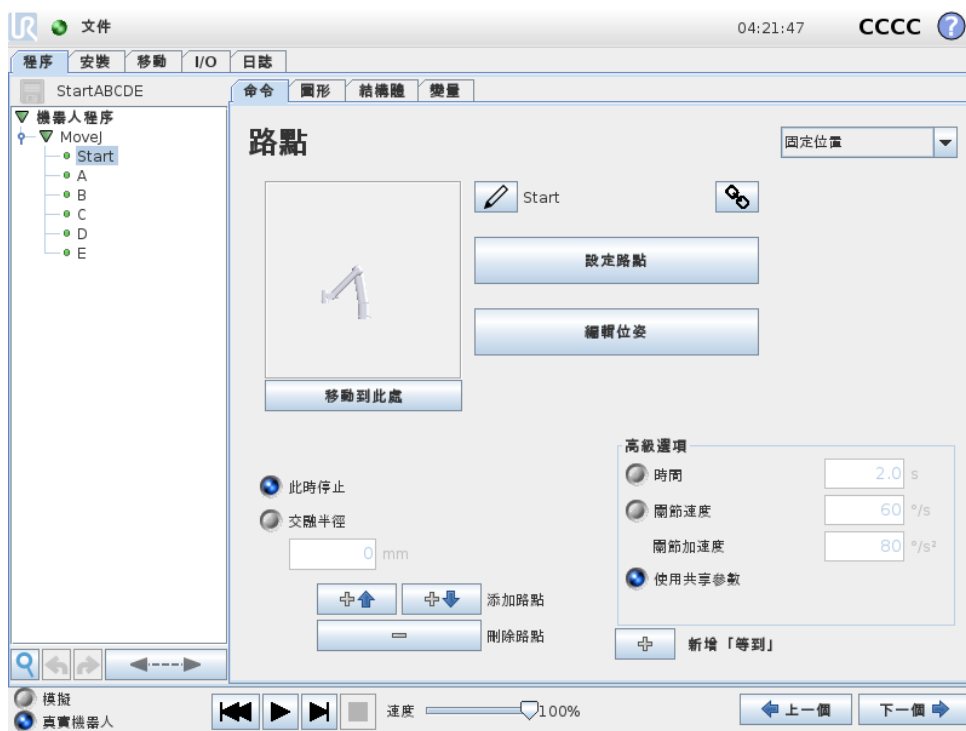 UR 文件 04:21:47 CCCC ?
程序 安裝 移動 I/O 日誌
StartABCDE
命令 圖形 結構體 變量
機器人程序
MoveJ
Start
A
B
C
D
E
路點
固定位置
Start
設定路點
編輯位姿
移動到此處
此時停止
交融半徑
0 mm
添加路點
刪除路點
高級選項
時間 2.0 s
關節速度 60 °/s
關節加速度 80 °/s²
使用共享參數
新增「等到」
模擬
真實機器人
速度 100%
上一個 下一個